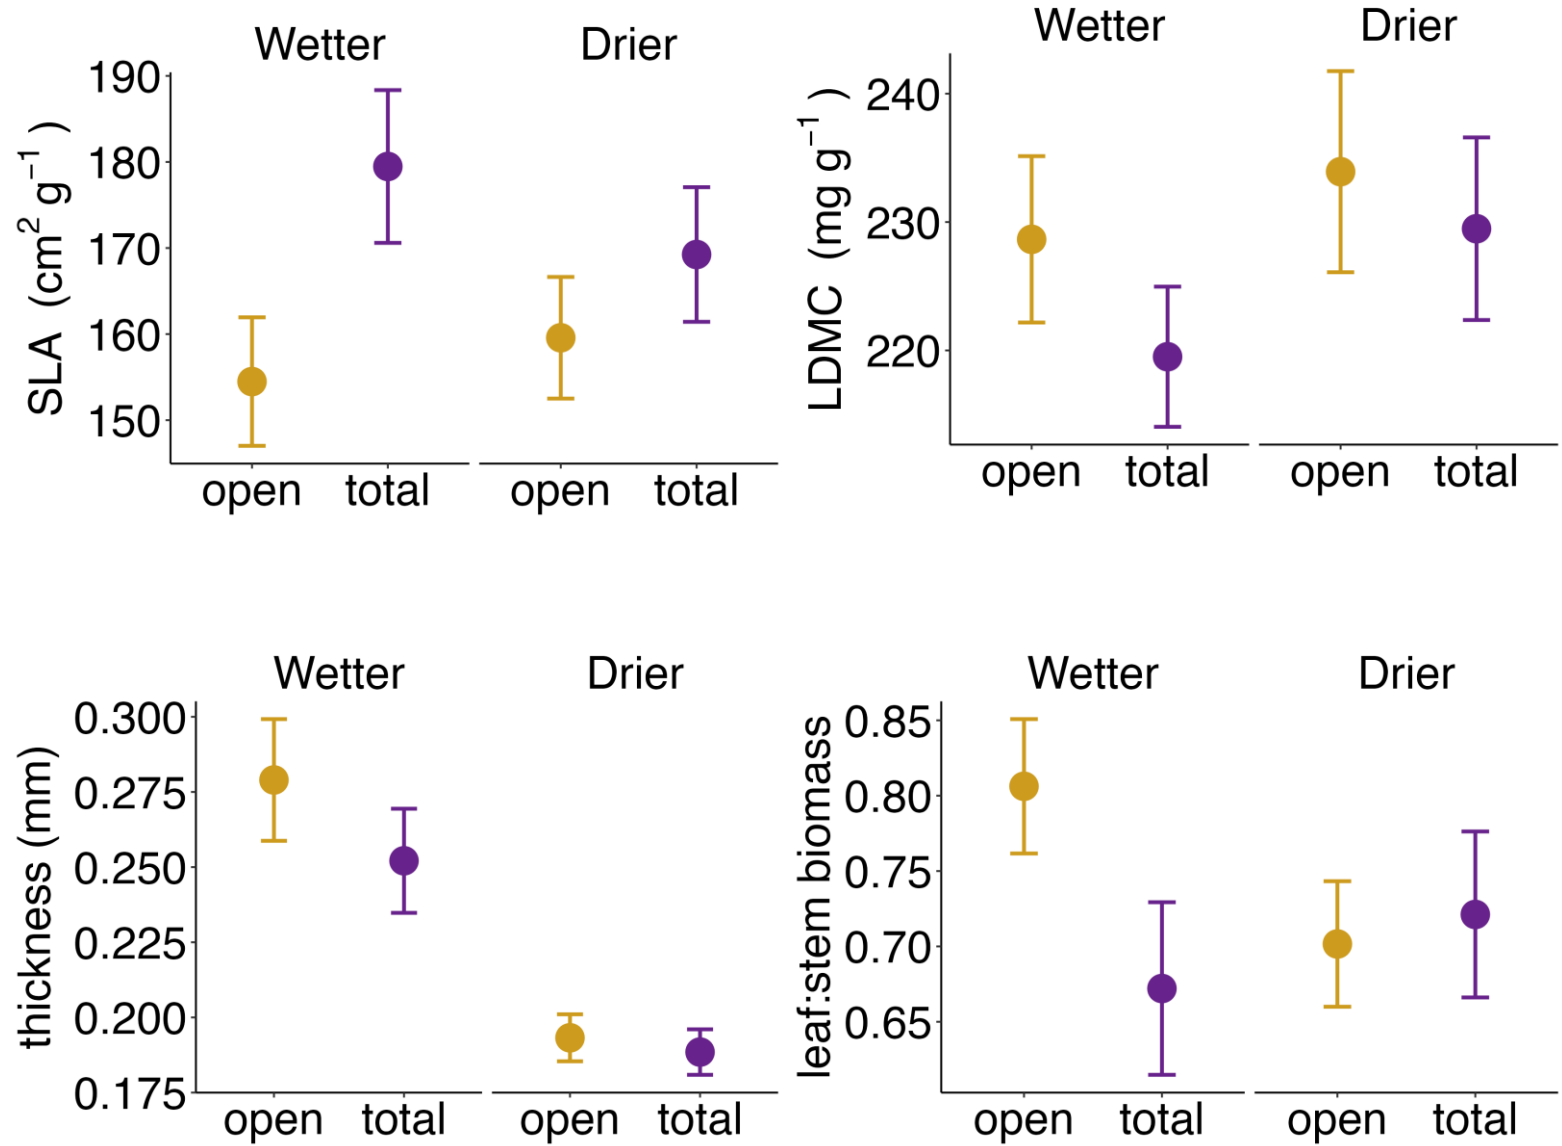 Wetter Drier
SLA (cm² g⁻¹)
190
180
170
160
150
open total open total
Wetter Drier
LDMC (mg g⁻¹)
240
230
220
open total open total
Wetter Drier
thickness (mm)
0.300
0.275
0.250
0.225
0.200
0.175
open total open total
Wetter Drier
leaf:stem biomass
0.85
0.80
0.75
0.70
0.65
open total open total